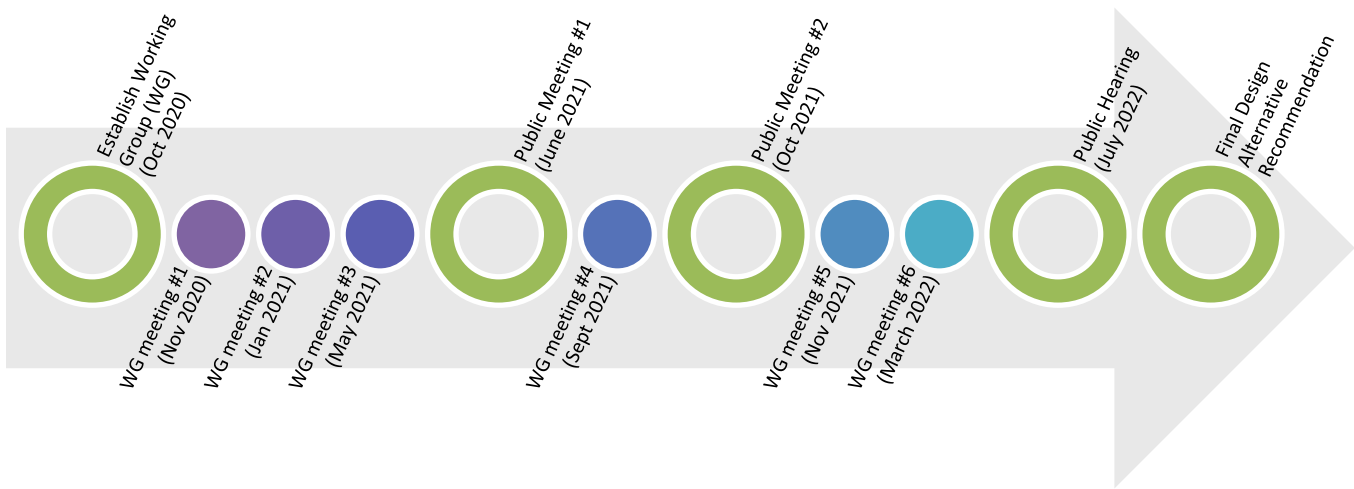 Establish Working
Group (WG)
(Oct 2020)
WG meeting #1
(Nov 2020)
WG meeting #2
(Jan 2021)
WG meeting #3
(May 2021)
Public Meeting #1
(June 2021)
WG meeting #4
(Sept 2021)
Public Meeting #2
(Oct 2021)
WG meeting #5
(Nov 2021)
WG meeting #6
(March 2022)
Public Hearing
(July 2022)
Final Design
Alternative
Recommendation